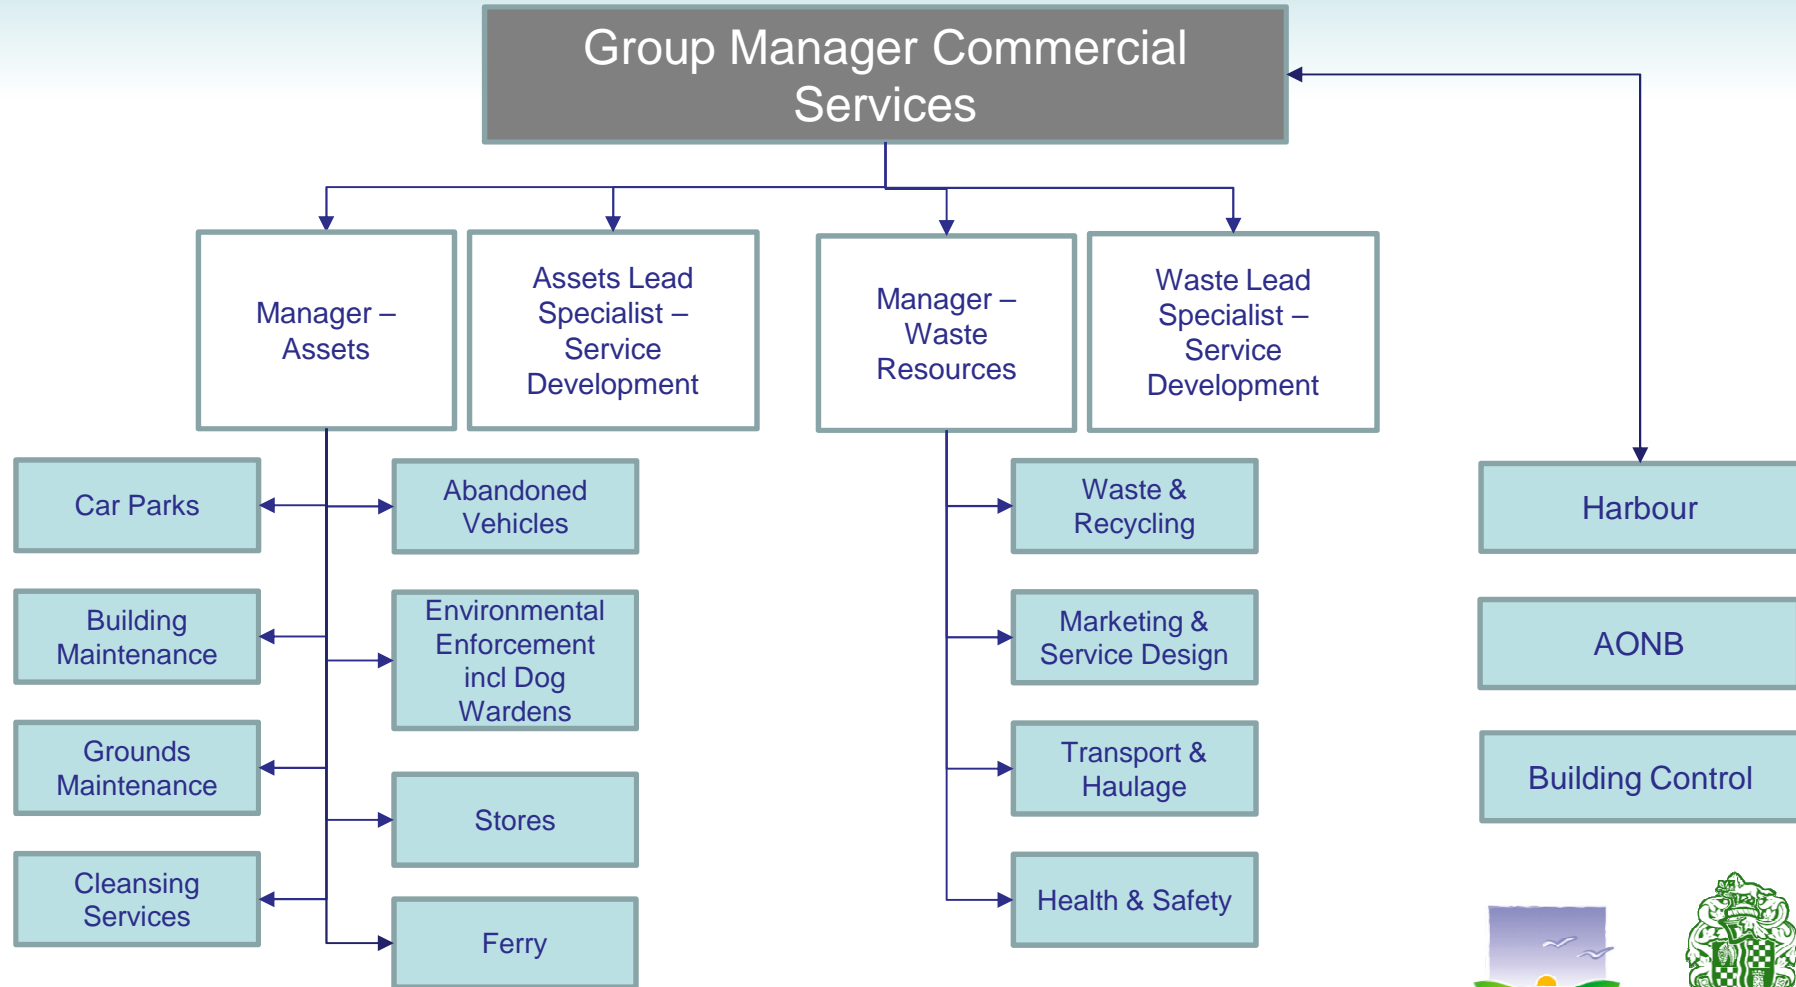 Group Manager Commercial
Services
Manager –
Assets
Assets Lead
Specialist –
Service
Development
Manager –
Waste
Resources
Waste Lead
Specialist –
Service
Development
Car Parks
Abandoned
Vehicles
Waste &
Recycling
Harbour
Building
Maintenance
Environmental
Enforcement
incl Dog
Wardens
Marketing &
Service Design
AONB
Grounds
Maintenance
Stores
Transport &
Haulage
Building Control
Cleansing
Services
Ferry
Health & Safety